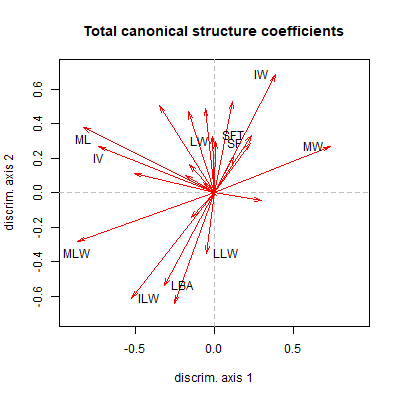 Total canonical structure coefficients
IW
0.6
0.4
ML
LW
SFT
SF
MW
IV
0.2
discrim. axis 2
0.0
-0.2
MLW
LLW
-0.4
LBA
ILW
-0.6
-0.5
0.0
0.5
discrim. axis 1